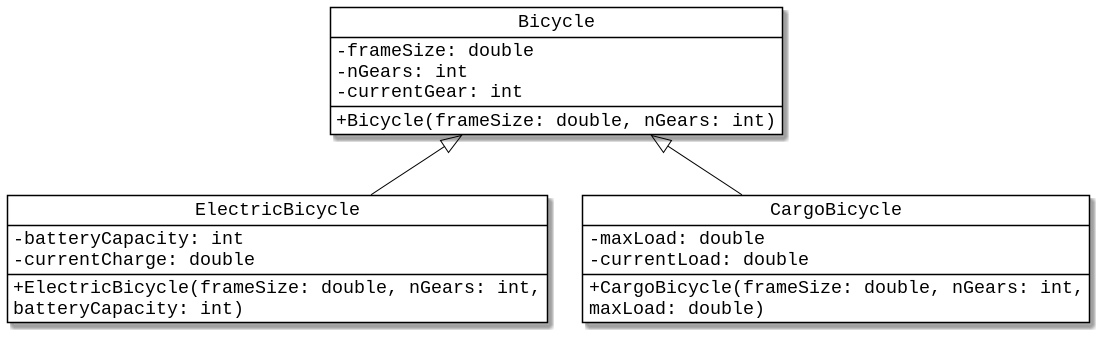 Bicycle
-frameSize: double
-nGears: int
-currentGear: int
+Bicycle(frameSize: double, nGears: int)
ElectricBicycle
-batteryCapacity: int
-currentCharge: double
+ElectricBicycle(frameSize: double, nGears: int,
batteryCapacity: int)
CargoBicycle
-maxLoad: double
-currentLoad: double
+CargoBicycle(frameSize: double, nGears: int,
maxLoad: double)